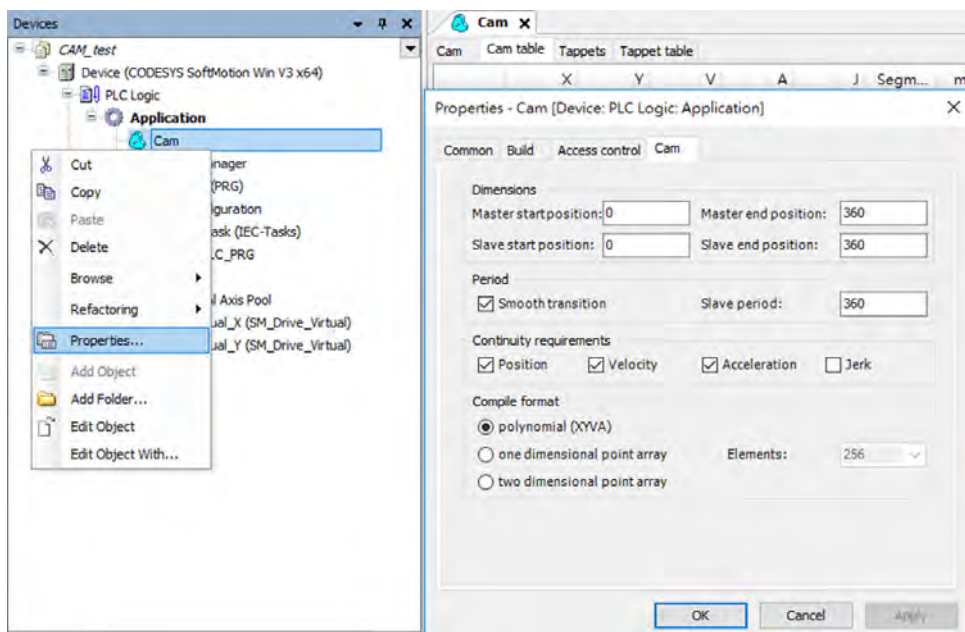 Devices
CAM_test
Device (CODESYS SoftMotion Win V3 x64)
PLC Logic
Application
Cam
nager
(PRG)
iguration
ask (IEC-Tasks)
.C_PRG
l Axis Pool
ual_X (SM_Drive_Virtual)
ual_Y (SM_Drive_Virtual)
Cut
Copy
Paste
Delete
Browse
Refactoring
Properties...
Add Object
Add Folder...
Edit Object
Edit Object With...
Cam
Cam Cam table Tappets Tappet table
X Y V A J Segm... m
Properties - Cam [Device: PLC Logic: Application]
Common Build Access control Cam
Dimensions
Master start position: 0 Master end position: 360
Slave start position: 0 Slave end position: 360
Period
Smooth transition Slave period: 360
Continuity requirements
Position Velocity Acceleration Jerk
Compile format
polynomial (XYVA)
one dimensional point array Elements: 256
two dimensional point array
OK Cancel Apply